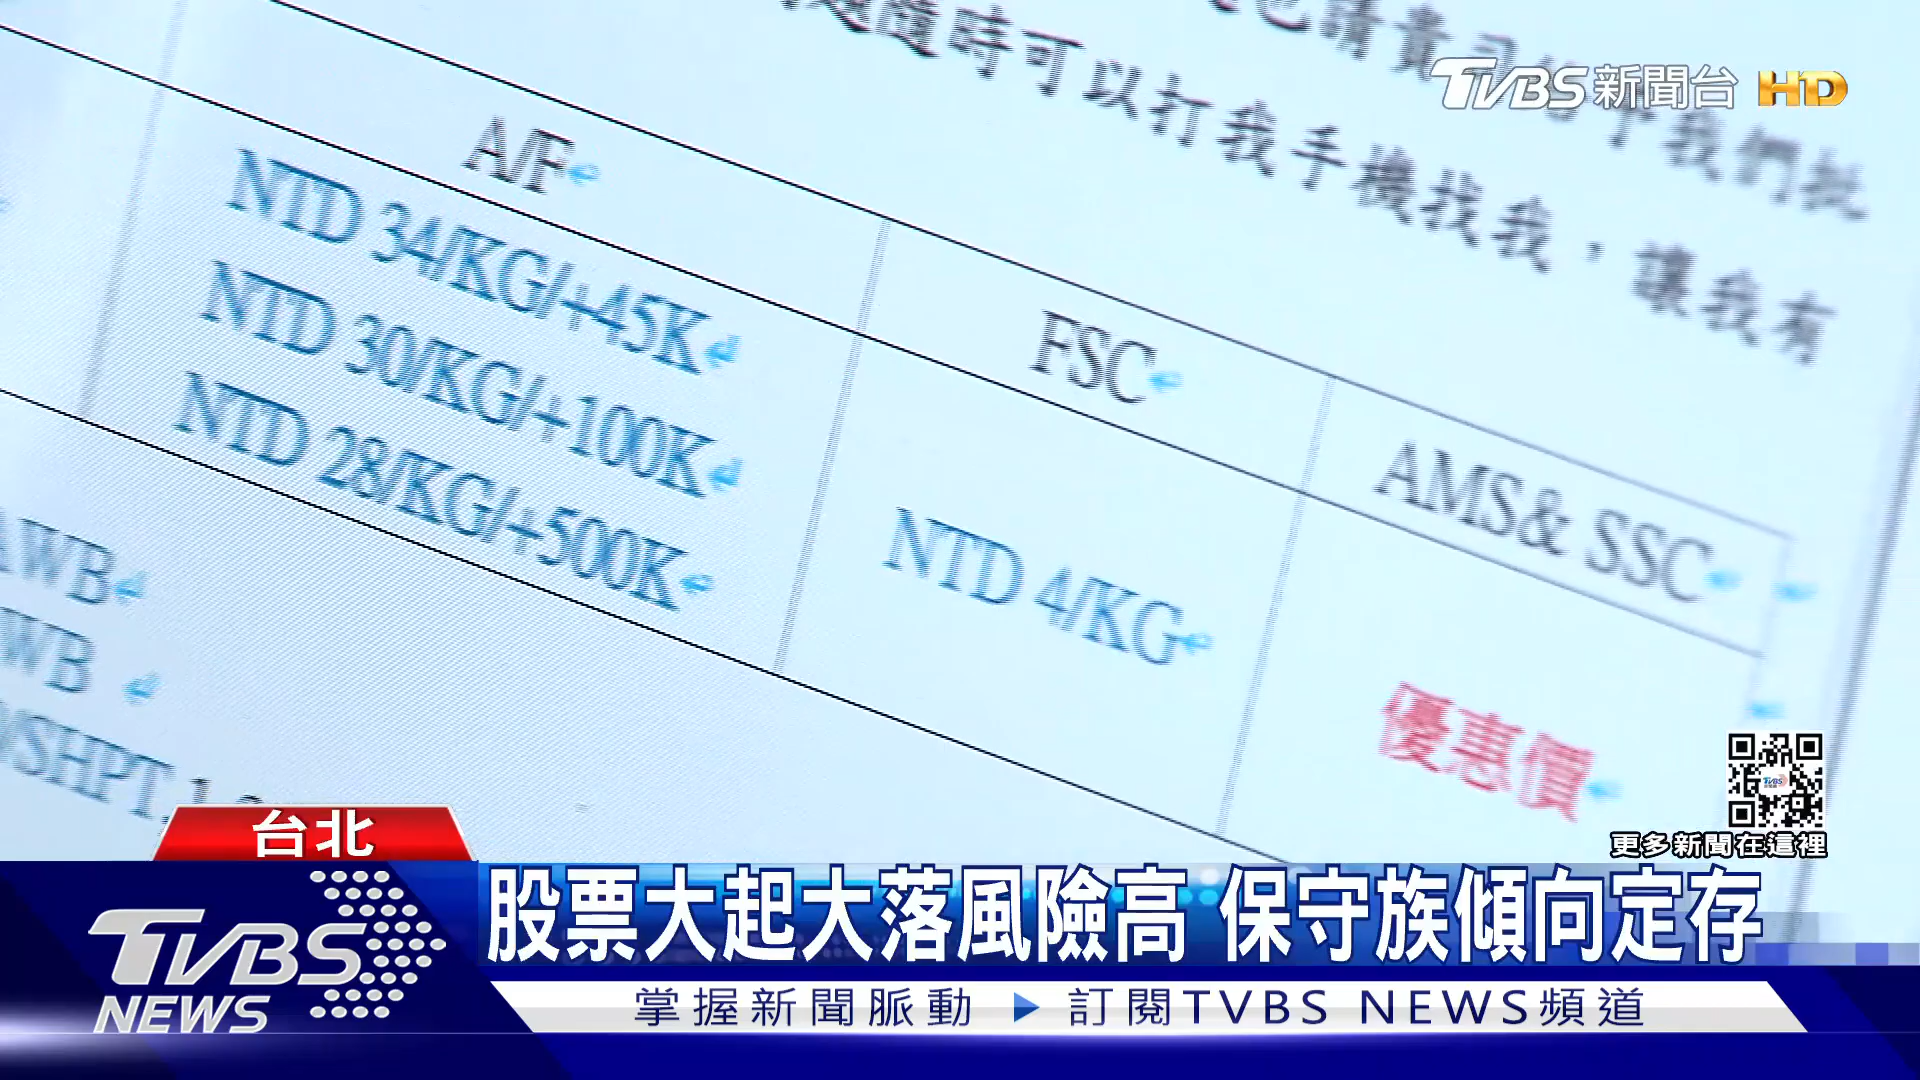 隨時可以打我手機找我，讓我有
TVBS新聞台 HD
A/F
NTD 34/KG/+45K
NTD 30/KG/+100K
NTD 28/KG/+500K
FSC
NTD 4/KG
AMS& SSC
優惠價
AWB
WB
SHPT,
更多新聞在這裡
台北
股票大起大落風險高 保守族傾向定存
TVBS NEWS
掌握新聞脈動 ▶ 訂閱TVBS NEWS頻道